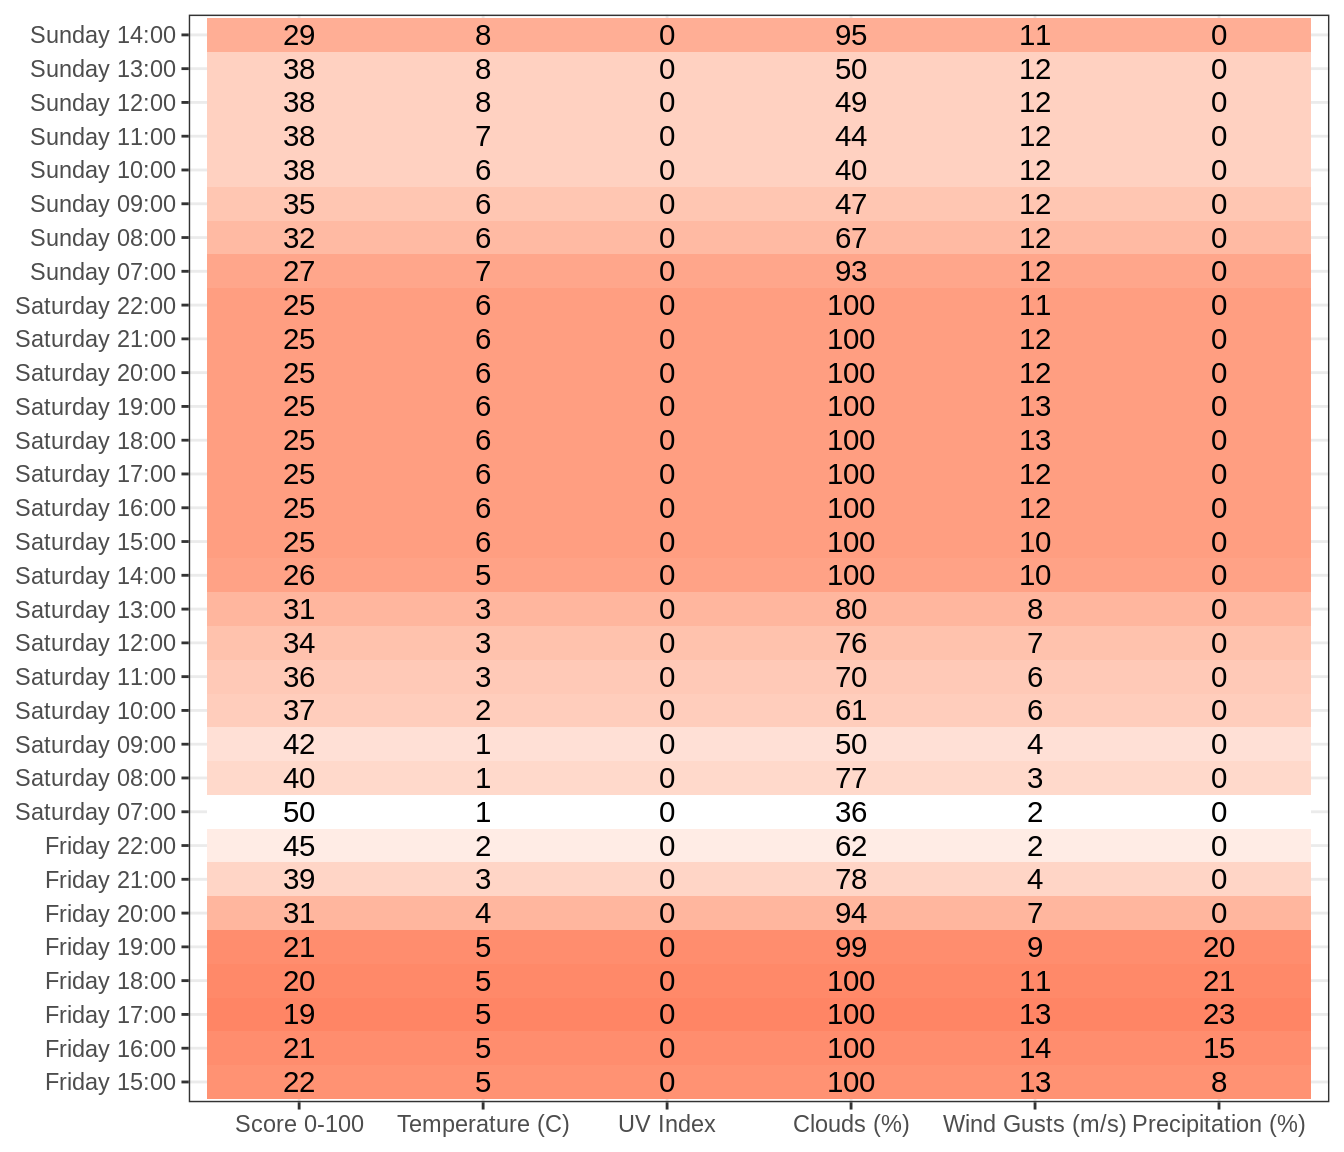 Sunday 14:00 29 8 0 95 11 0
Sunday 13:00 38 8 0 50 12 0
Sunday 12:00 38 8 0 49 12 0
Sunday 11:00 38 7 0 44 12 0
Sunday 10:00 38 6 0 40 12 0
Sunday 09:00 35 6 0 47 12 0
Sunday 08:00 32 6 0 67 12 0
Sunday 07:00 27 7 0 93 12 0
Saturday 22:00 25 6 0 100 11 0
Saturday 21:00 25 6 0 100 12 0
Saturday 20:00 25 6 0 100 12 0
Saturday 19:00 25 6 0 100 13 0
Saturday 18:00 25 6 0 100 13 0
Saturday 17:00 25 6 0 100 12 0
Saturday 16:00 25 6 0 100 12 0
Saturday 15:00 25 6 0 100 10 0
Saturday 14:00 26 5 0 100 10 0
Saturday 13:00 31 3 0 80 8 0
Saturday 12:00 34 3 0 76 7 0
Saturday 11:00 36 3 0 70 6 0
Saturday 10:00 37 2 0 61 6 0
Saturday 09:00 42 1 0 50 4 0
Saturday 08:00 40 1 0 77 3 0
Saturday 07:00 50 1 0 36 2 0
Friday 22:00 45 2 0 62 2 0
Friday 21:00 39 3 0 78 4 0
Friday 20:00 31 4 0 94 7 0
Friday 19:00 21 5 0 99 9 20
Friday 18:00 20 5 0 100 11 21
Friday 17:00 19 5 0 100 13 23
Friday 16:00 21 5 0 100 14 15
Friday 15:00 22 5 0 100 13 8
Score 0-100 Temperature (C) UV Index Clouds (%) Wind Gusts (m/s) Precipitation (%)